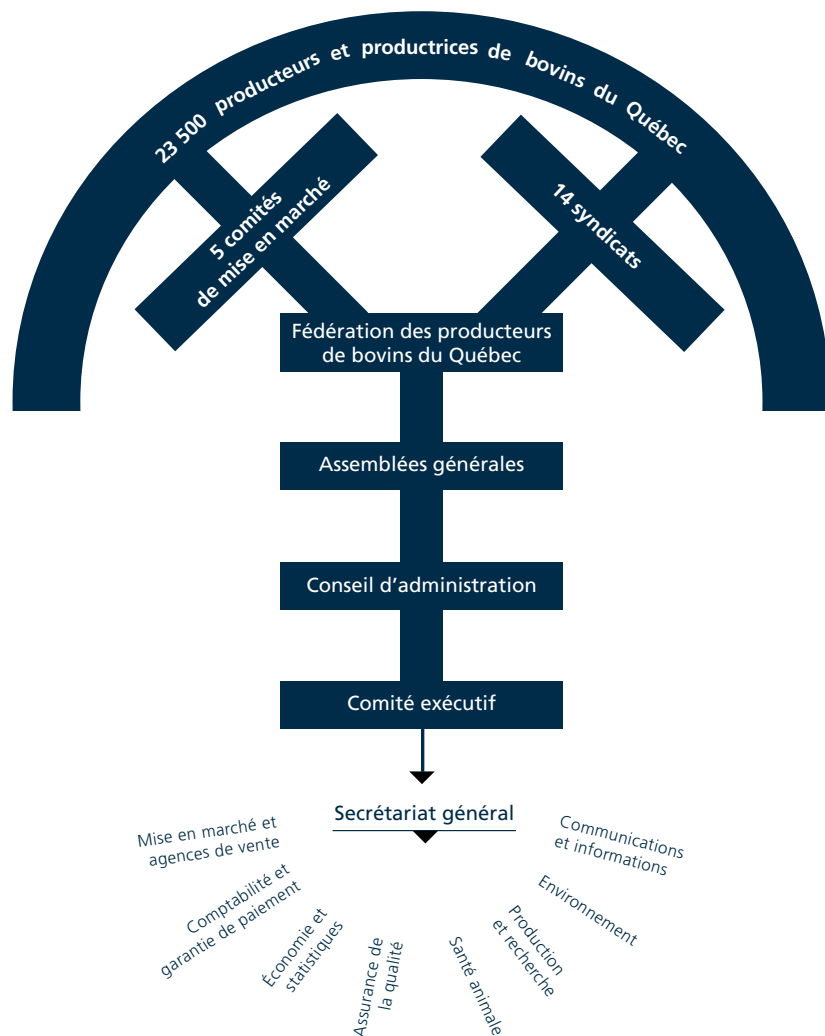 23 500 producteurs et productrices de bovins du Québec
5 comités
de mise en marché
14 syndicats
Fédération des producteurs
de bovins du Québec
Assemblées générales
Conseil d’administration
Comité exécutif
Secrétariat général
Mise en marché et
agences de vente
Comptabilité et
garantie de paiement
Économie et
statistiques
Assurance de
la qualité
Santé animale
Production
et recherche
Environnement
Communications
et informations